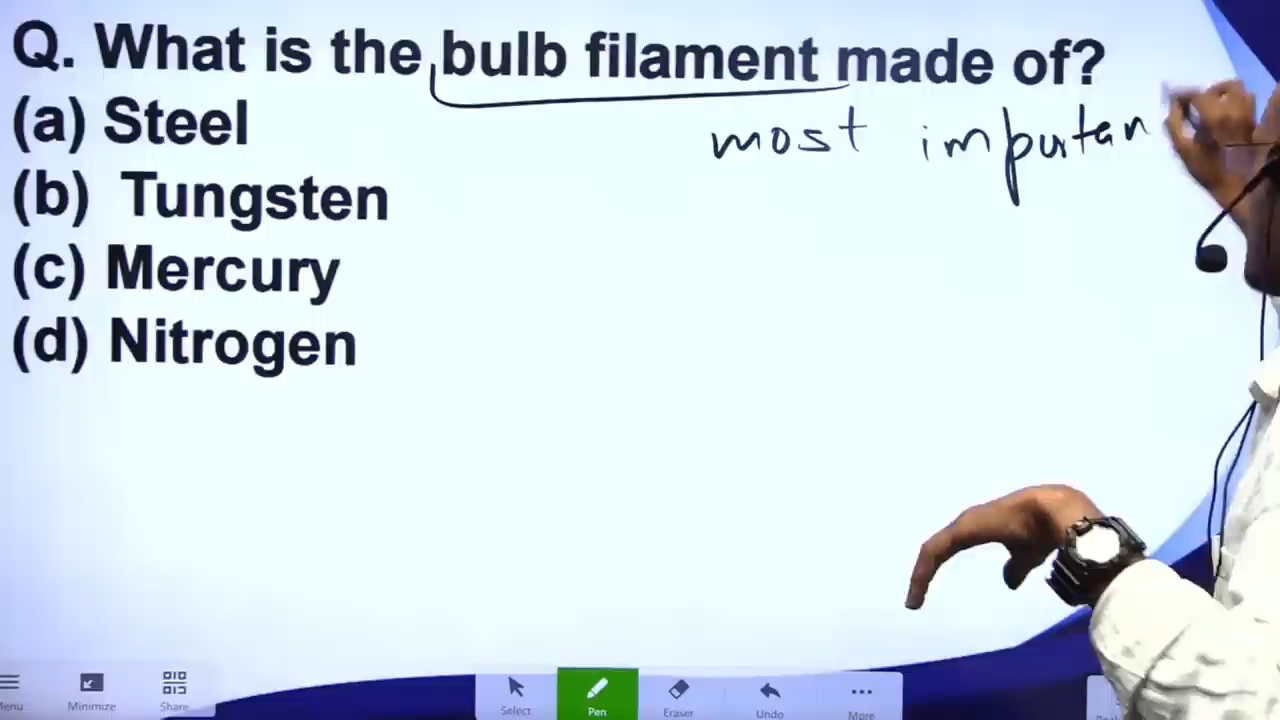 Q. What is the bulb filament made of?
most importan
(a) Steel
(b) Tungsten
(c) Mercury
(d) Nitrogen
Menu
Minimize
Share
Select
Pen
Eraser
Undo
More